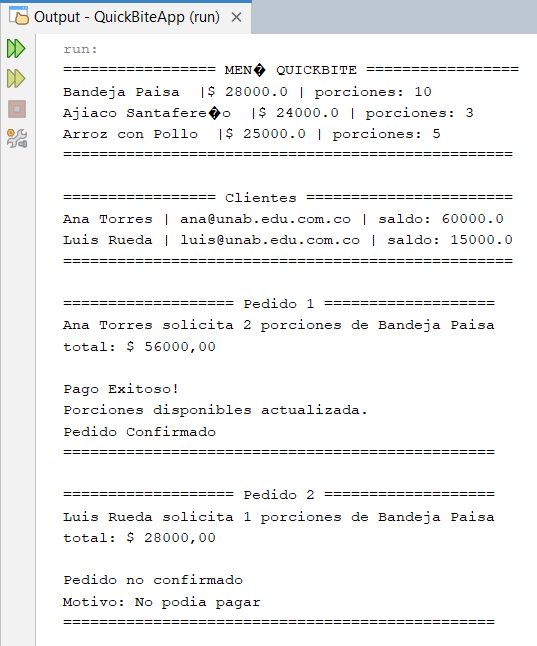 Output - QuickBiteApp (run) ×
run:
================= MEN� QUICKBITE =================
Bandeja Paisa  |$ 28000.0 | porciones: 10
Ajiaco Santafere�o  |$ 24000.0 | porciones: 3
Arroz con Pollo  |$ 25000.0 | porciones: 5
==================================================
================= Clientes =======================
Ana Torres | ana@unab.edu.com.co | saldo: 60000.0
Luis Rueda | luis@unab.edu.com.co | saldo: 15000.0
==================================================
=================== Pedido 1 ===================
Ana Torres solicita 2 porciones de Bandeja Paisa
total: $ 56000,00
Pago Exitoso!
Porciones disponibles actualizada.
Pedido Confirmado
================================================
=================== Pedido 2 ===================
Luis Rueda solicita 1 porciones de Bandeja Paisa
total: $ 28000,00
Pedido no confirmado
Motivo: No podia pagar
================================================